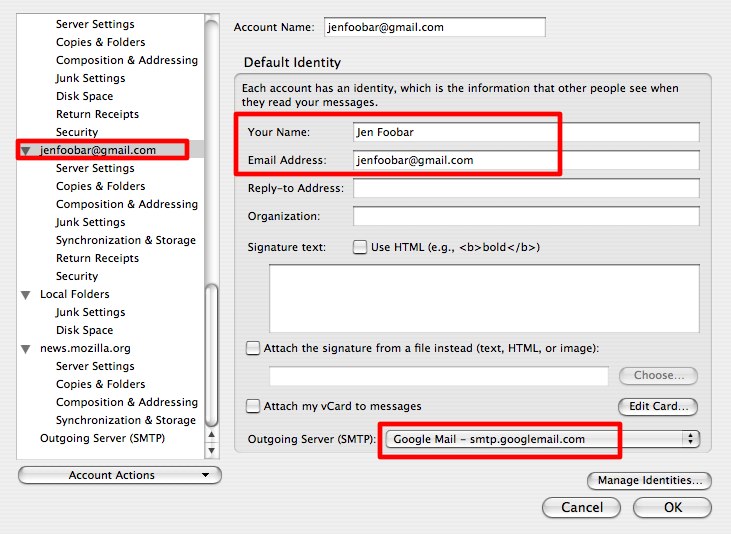 Server Settings
Copies & Folders
Composition & Addressing
Junk Settings
Disk Space
Return Receipts
Security
jenfoobar@gmail.com
Server Settings
Copies & Folders
Composition & Addressing
Junk Settings
Synchronization & Storage
Return Receipts
Security
Local Folders
Junk Settings
Disk Space
news.mozilla.org
Server Settings
Copies & Folders
Composition & Addressing
Synchronization & Storage
Outgoing Server (SMTP)
Account Actions
Account Name: jenfoobar@gmail.com
Default Identity
Each account has an identity, which is the information that other people see when
they read your messages.
Your Name: Jen Foobar
Email Address: jenfoobar@gmail.com
Reply-to Address:
Organization:
Signature text: Use HTML (e.g., <b>bold</b>)
Attach the signature from a file instead (text, HTML, or image):
Choose...
Attach my vCard to messages
Edit Card...
Outgoing Server (SMTP): Google Mail - smtp.googlemail.com
Manage Identities...
Cancel OK